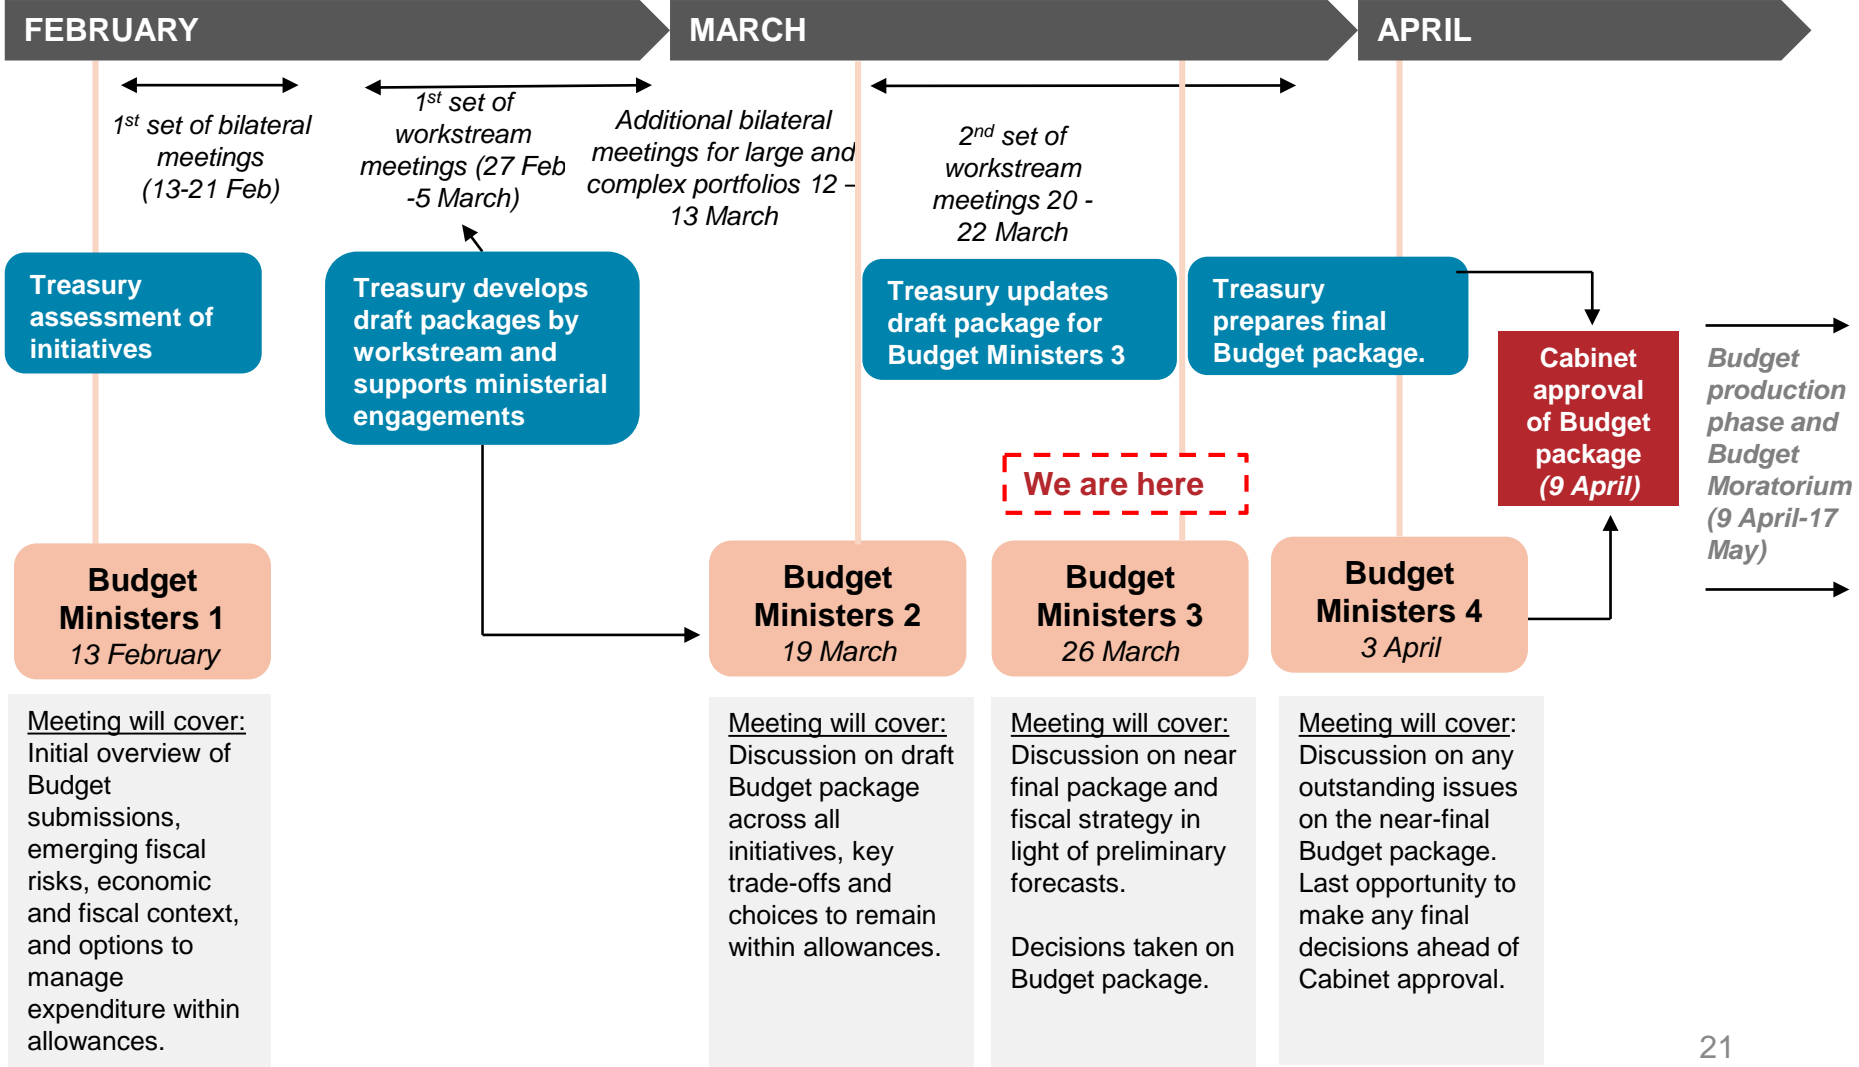 FEBRUARY
MARCH
APRIL
1st set of bilateral
meetings
(13-21 Feb)
1st set of
workstream
meetings (27 Feb
-5 March)
Additional bilateral
meetings for large and
complex portfolios 12 –
13 March
2nd set of
workstream
meetings 20 -
22 March
Treasury
assessment of
initiatives
Treasury develops
draft packages by
workstream and
supports ministerial
engagements
Treasury updates
draft package for
Budget Ministers 3
Treasury
prepares final
Budget package.
Cabinet
approval
of Budget
package
(9 April)
Budget
production
phase and
Budget
Moratorium
(9 April-17
May)
We are here
Budget
Ministers 1
13 February
Budget
Ministers 2
19 March
Budget
Ministers 3
26 March
Budget
Ministers 4
3 April
Meeting will cover:
Initial overview of
Budget
submissions,
emerging fiscal
risks, economic
and fiscal context,
and options to
manage
expenditure within
allowances.
Meeting will cover:
Discussion on draft
Budget package
across all
initiatives, key
trade-offs and
choices to remain
within allowances.
Meeting will cover:
Discussion on near
final package and
fiscal strategy in
light of preliminary
forecasts.
Decisions taken on
Budget package.
Meeting will cover:
Discussion on any
outstanding issues
on the near-final
Budget package.
Last opportunity to
make any final
decisions ahead of
Cabinet approval.
21